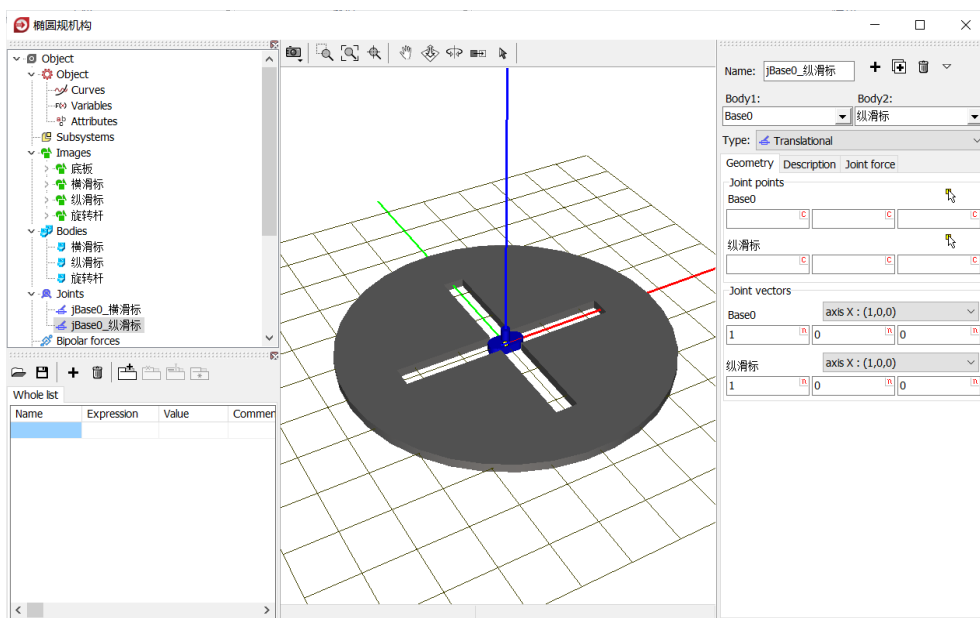 椭圆规机构
Object
Object
Curves
F(x) Variables
Attributes
Subsystems
Images
底板
横滑标
纵滑标
旋转杆
Bodies
横滑标
纵滑标
旋转杆
Joints
jBase0_横滑标
jBase0_纵滑标
Bipolar forces
Whole list
Name Expression Value Commen
Name: jBase0_纵滑标
Body1: Body2:
Base0 纵滑标
Type: Translational
Geometry Description Joint force
Joint points
Base0
C C C
纵滑标
C C C
Joint vectors
Base0 axis X : (1,0,0)
1 n 0 n 0 n
纵滑标 axis X : (1,0,0)
1 n 0 n 0 n